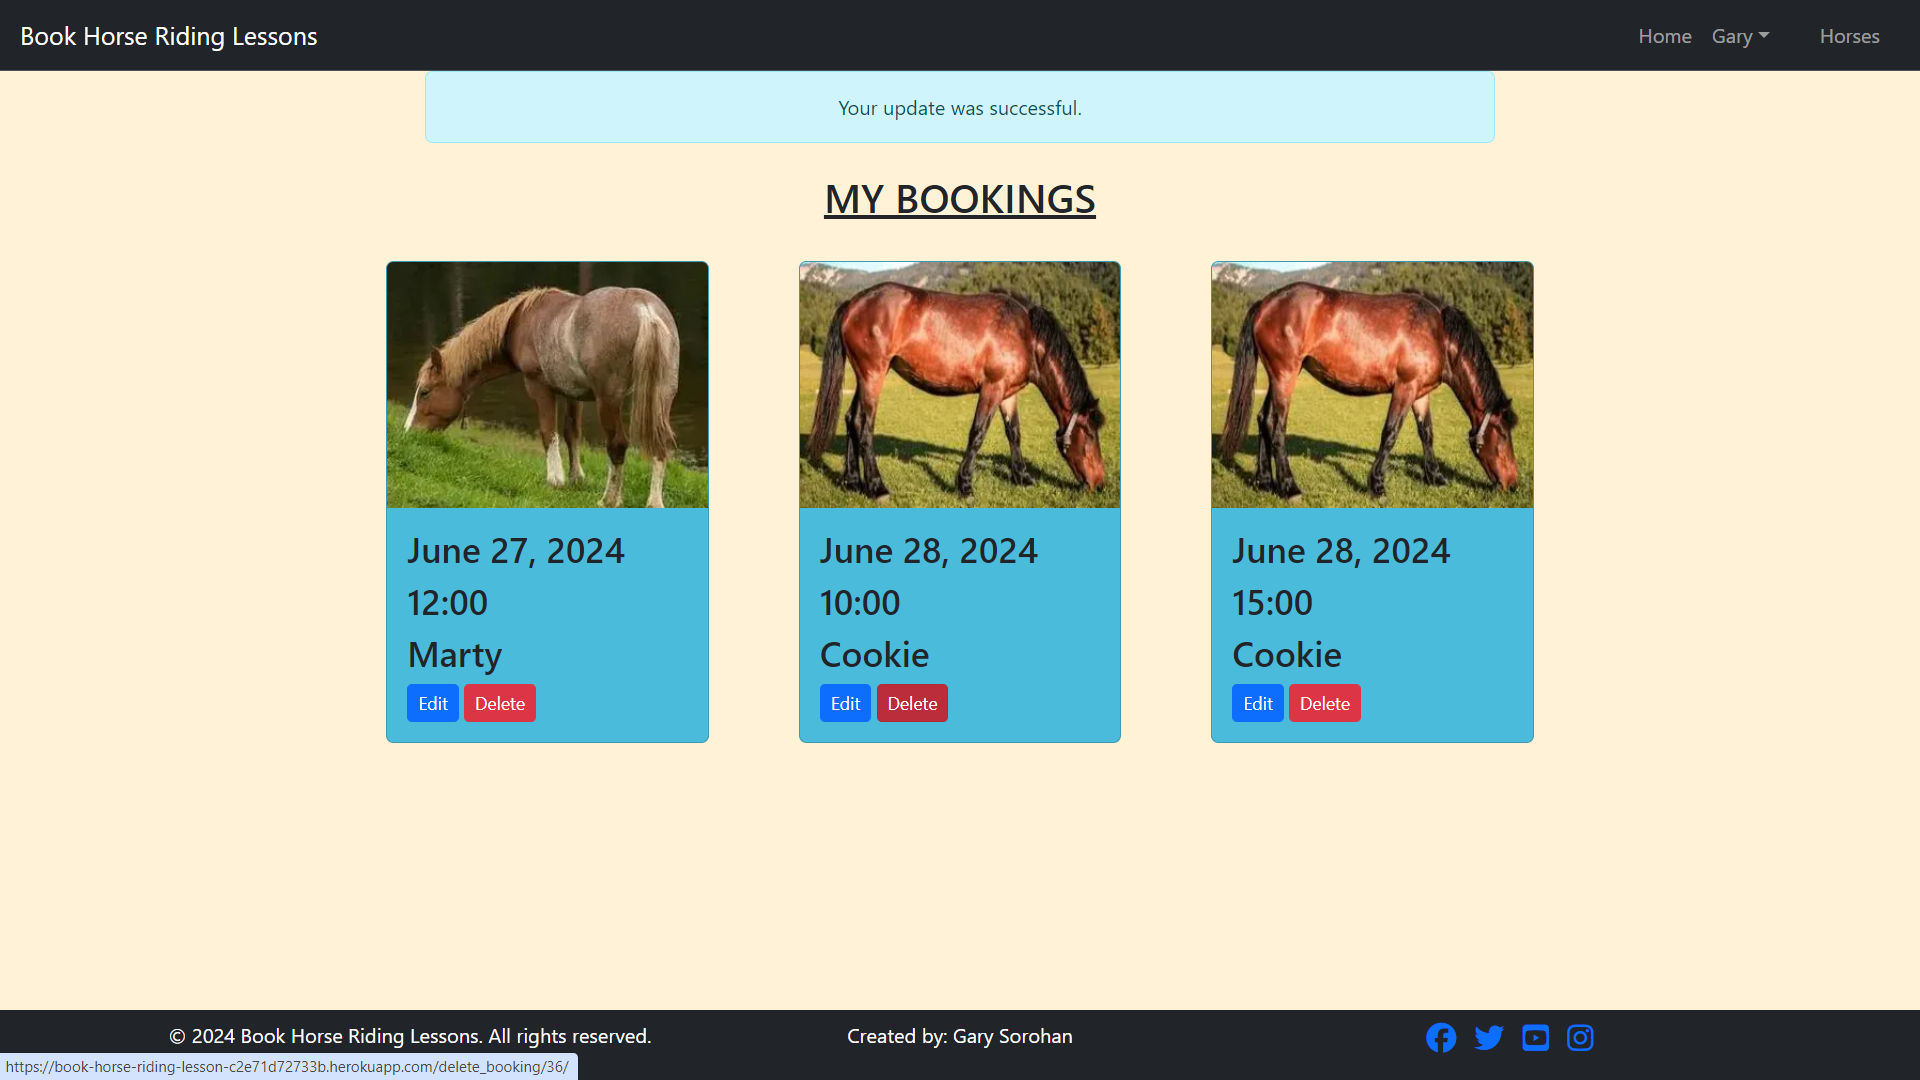 Book Horse Riding Lessons
Home Gary Horses
Your update was successful.
MY BOOKINGS
June 27, 2024
12:00
Marty
Edit Delete
June 28, 2024
10:00
Cookie
Edit Delete
June 28, 2024
15:00
Cookie
Edit Delete
© 2024 Book Horse Riding Lessons. All rights reserved.
Created by: Gary Sorohan
https://book-horse-riding-lesson-c2e71d72733b.herokuapp.com/delete_booking/36/